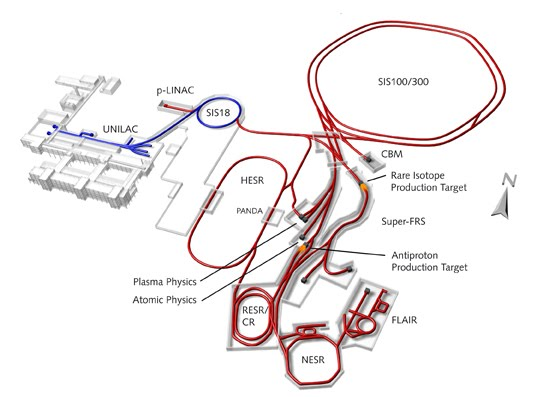 SIS100/300
p-LINAC
SIS18
UNILAC
CBM
Rare Isotope
Production Target
HESR
PANDA
N
Super-FRS
Plasma Physics
Atomic Physics
Antiproton
Production Target
RESR/
CR
FLAIR
NESR